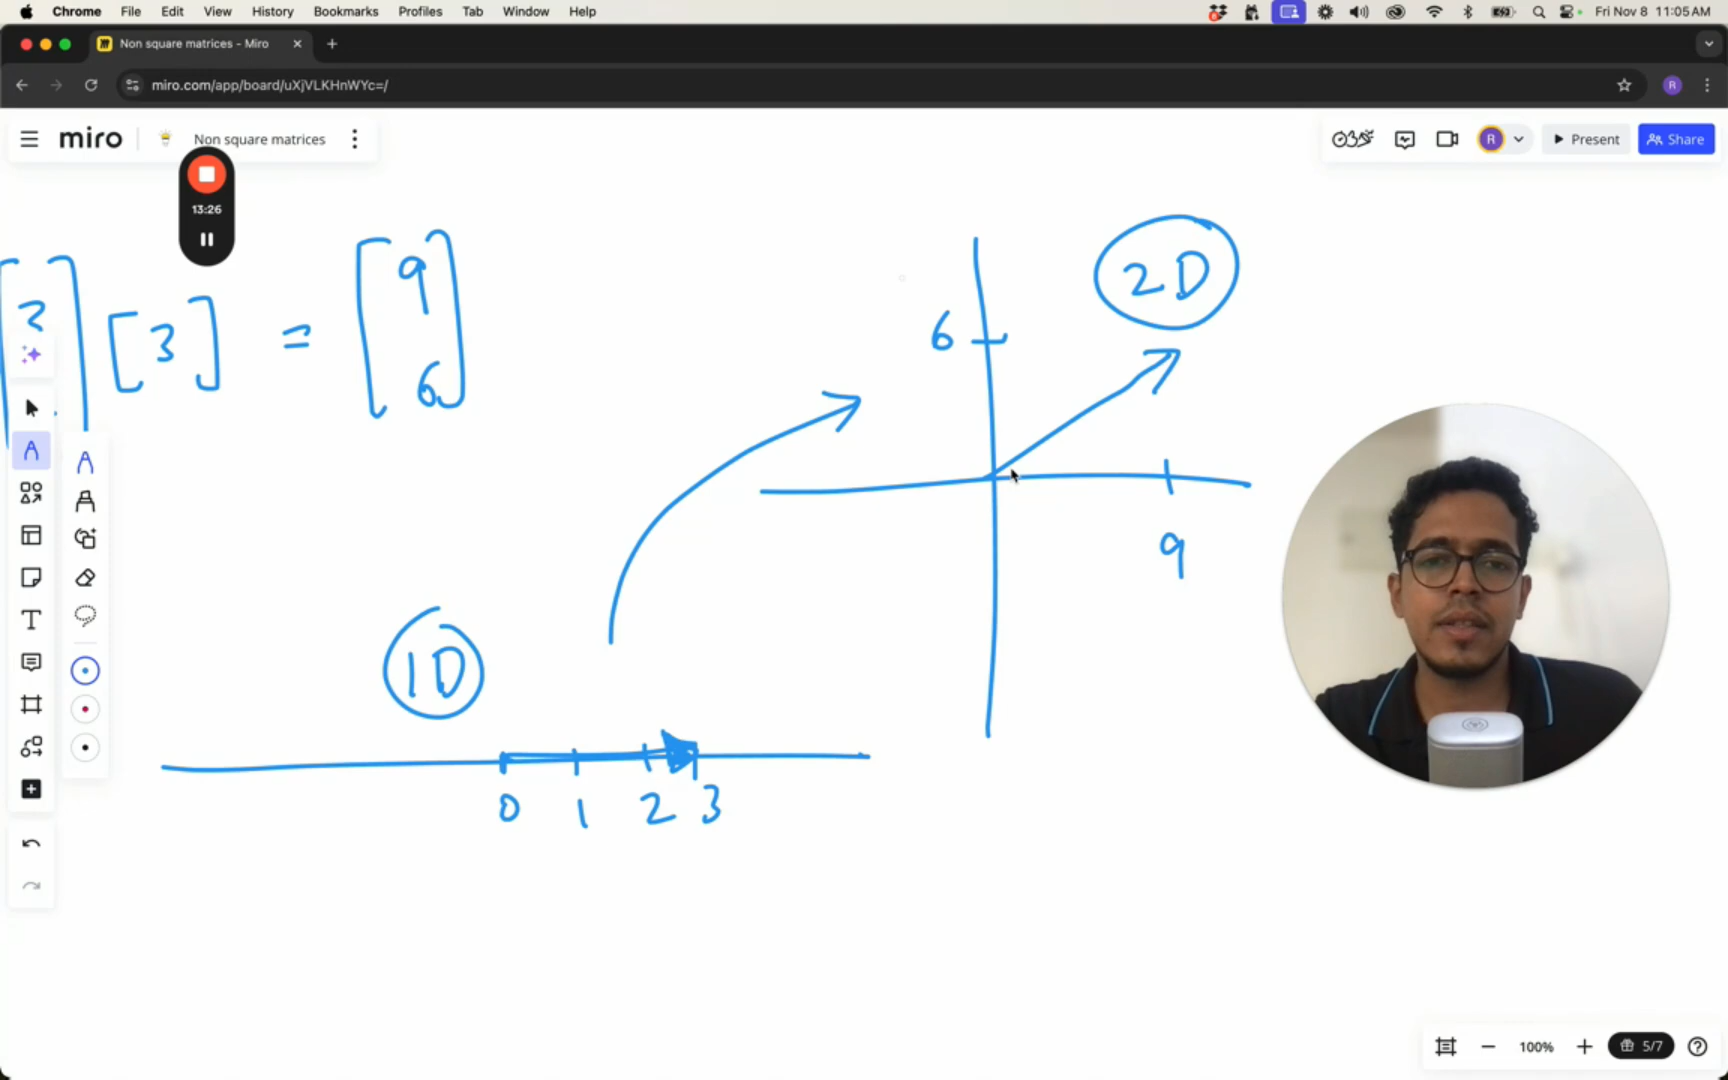 Chrome File Edit View History Bookmarks Profiles Tab Window Help Fri Nov 8 11:05 AM
Non square matrices - Miro
miro.com/app/board/uXjVLKHnWYc=/
miro Non square matrices R Present Share
R
13:26
[3] = [9
6]
2D
6
9
1D
0 1 2 3
T
100% 5/7